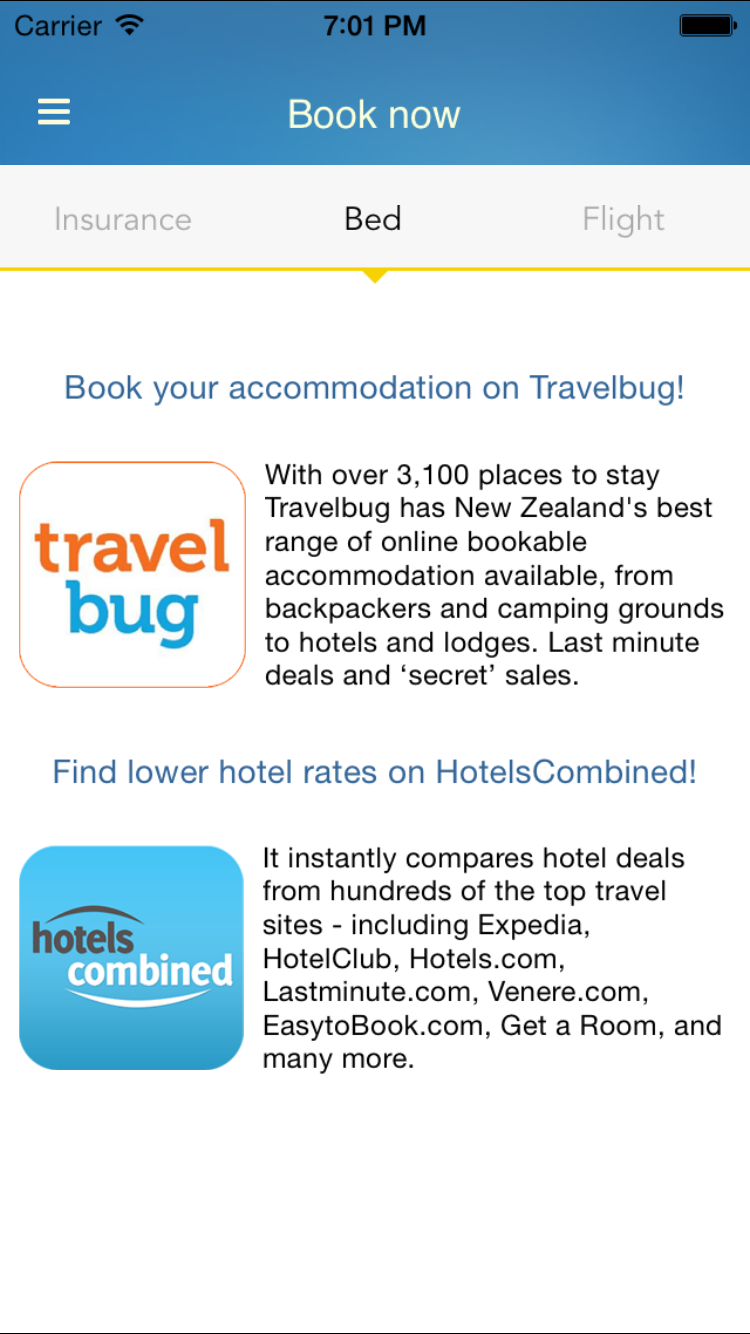 Carrier 7:01 PM
Book now
Insurance Bed Flight
Book your accommodation on Travelbug!
travel
bug
With over 3,100 places to stay
Travelbug has New Zealand's best
range of online bookable
accommodation available, from
backpackers and camping grounds
to hotels and lodges. Last minute
deals and ‘secret’ sales.
Find lower hotel rates on HotelsCombined!
hotels
combined
It instantly compares hotel deals
from hundreds of the top travel
sites - including Expedia,
HotelClub, Hotels.com,
Lastminute.com, Venere.com,
EasytoBook.com, Get a Room, and
many more.